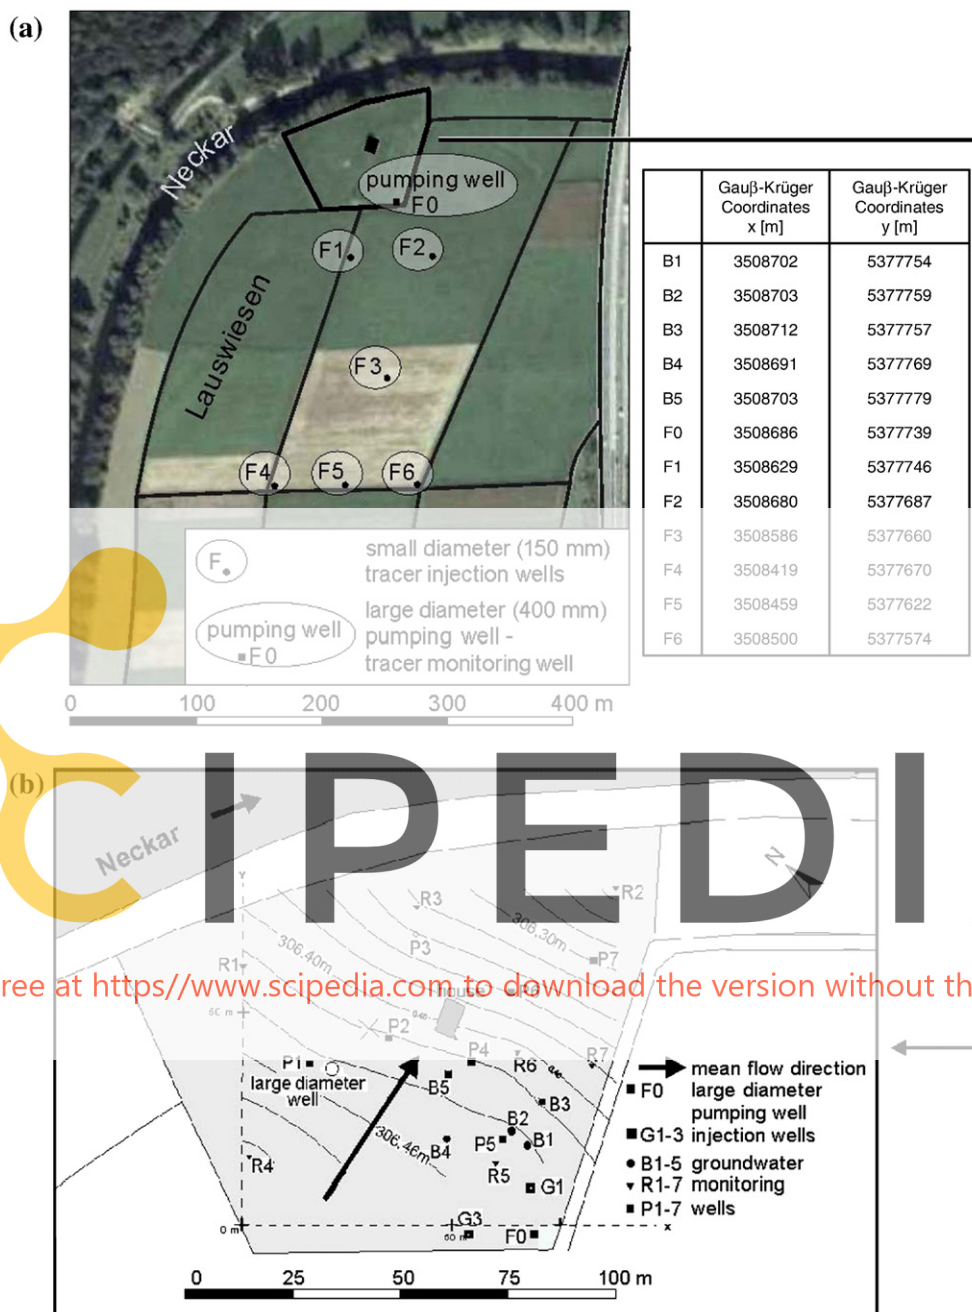 (a)
Neckar
pumping well
F0
F1
F2
Lauswiesen
F3
F4
F5
F6
F
small diameter (150 mm)
tracer injection wells
pumping well
F0
large diameter (400 mm)
pumping well -
tracer monitoring well
0 100 200 300 400 m
Gauβ-Krüger Coordinates x [m] Gauβ-Krüger Coordinates y [m]
B1 3508702 5377754
B2 3508703 5377759
B3 3508712 5377757
B4 3508691 5377769
B5 3508703 5377779
F0 3508686 5377739
F1 3508629 5377746
F2 3508680 5377687
F3 3508586 5377660
F4 3508419 5377670
F5 3508459 5377622
F6 3508500 5377574
CIPEDI
(b)
Neckar
N
Y
R2
R3
306.30m
P3
306.40m
P7
R1
ree at https//www.scipedia.com to download the version without th
house
P6
60 m
P2
P4
R6
R7
P1
large diameter
well
B5
B3
B2
P5
B1
306.46m
B4
R5
R4
G1
G3
F0
0 m
60 m
x
mean flow direction
F0 large diameter
pumping well
G1-3 injection wells
B1-5 groundwater
R1-7 monitoring
P1-7 wells
0 25 50 75 100 m